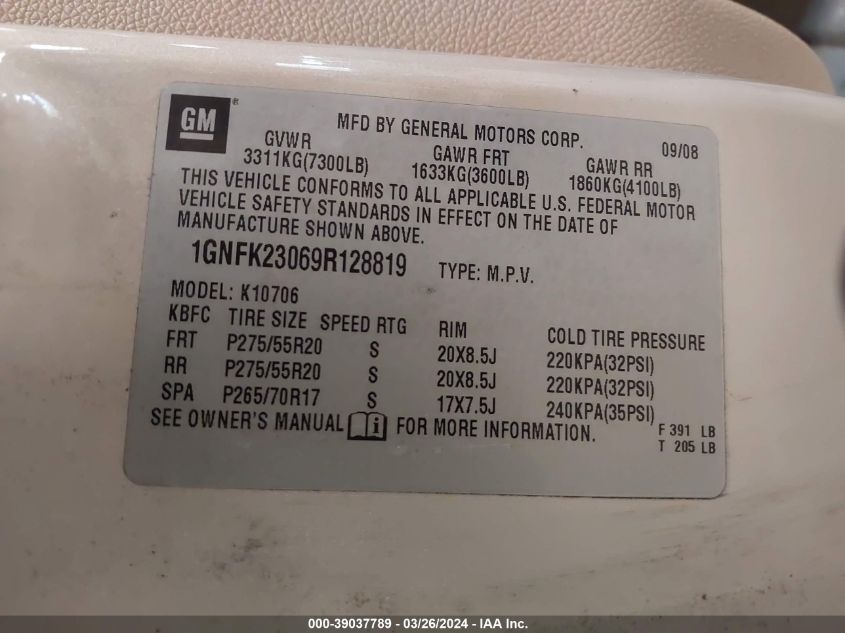 GM ®
MFD BY GENERAL MOTORS CORP. 09/08
GVWR GAWR FRT GAWR RR
3311KG(7300LB) 1633KG(3600LB) 1860KG(4100LB)
THIS VEHICLE CONFORMS TO ALL APPLICABLE U.S. FEDERAL MOTOR
VEHICLE SAFETY STANDARDS IN EFFECT ON THE DATE OF
MANUFACTURE SHOWN ABOVE.
1GNFK23069R128819 TYPE: M.P.V.
MODEL: K10706
KBFC TIRE SIZE SPEED RTG RIM COLD TIRE PRESSURE
FRT P275/55R20 S 20X8.5J 220KPA(32PSI)
RR P275/55R20 S 20X8.5J 220KPA(32PSI)
SPA P265/70R17 S 17X7.5J 240KPA(35PSI)
SEE OWNER'S MANUAL i FOR MORE INFORMATION.
F 391 LB
T 205 LB
000-39037789 - 03/26/2024 - IAA Inc.